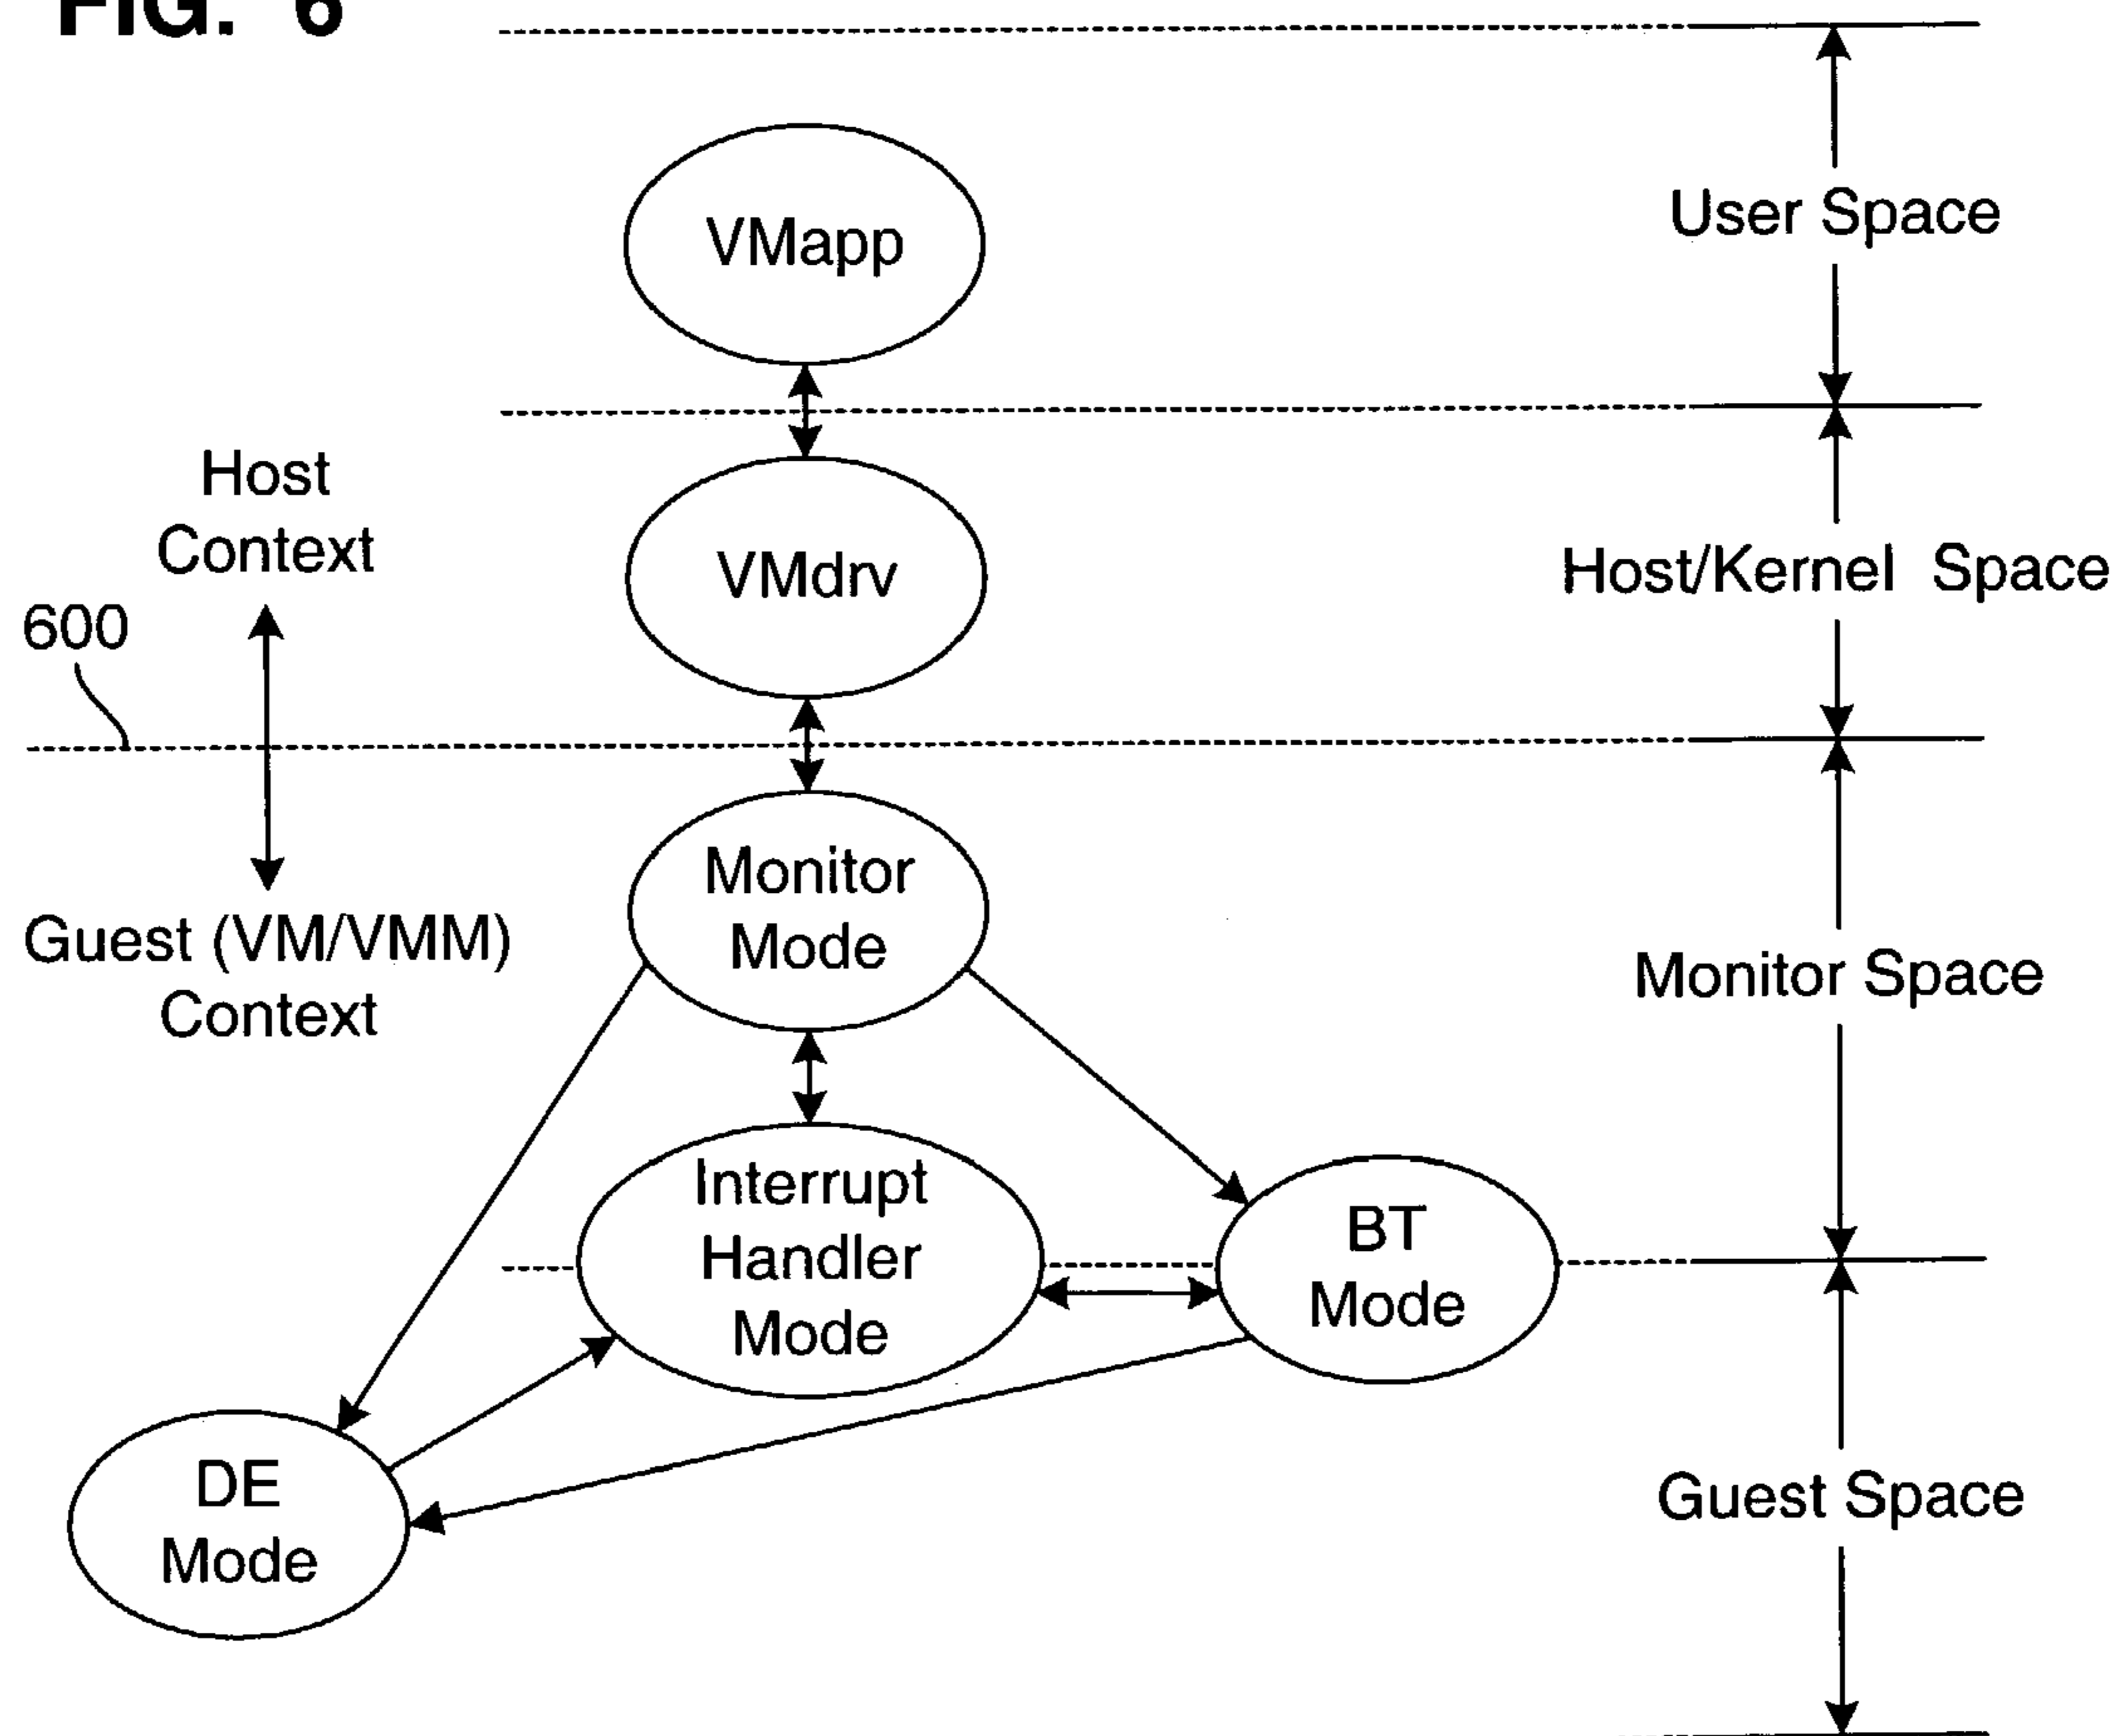 FIG. 6
VMapp
User Space
Host
Context
VMdrv
Host/Kernel Space
600
Monitor
Mode
Guest (VM/VMM)
Context
Monitor Space
Interrupt
Handler
Mode
BT
Mode
DE
Mode
Guest Space